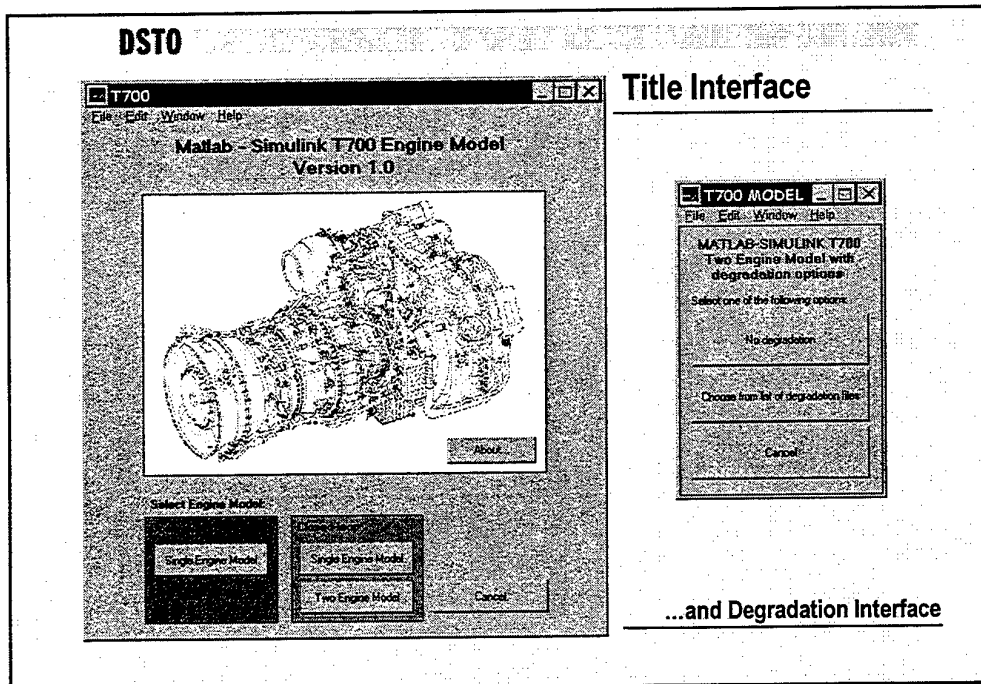 DSTO
Title Interface
T700
File Edit Window Help
Matlab - Simulink T700 Engine Model
Version 1.0
About...
Select Engine Model:
Single Engine Model
Single Engine Model
Two Engine Model
Cancel
T700 MODEL
File Edit Window Help
MATLAB-SIMULINK T700
Two Engine Model with
degradation options
Select one of the following options:
No degradation
Choose from list of degradation files
Cancel
...and Degradation Interface